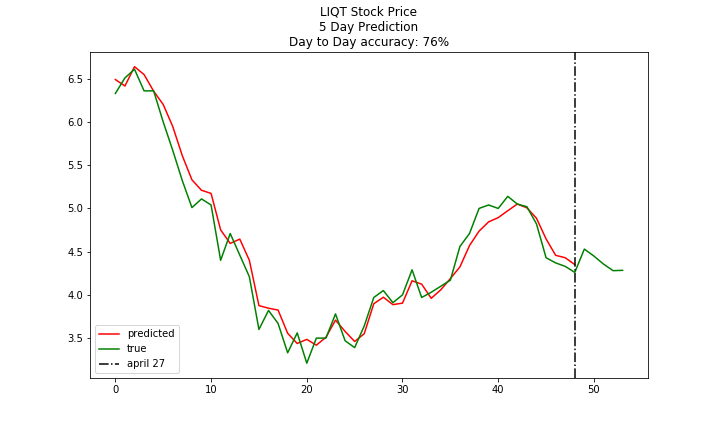 LIQT Stock Price
5 Day Prediction
Day to Day accuracy: 76%
6.5
6.0
5.5
5.0
4.5
4.0
3.5
predicted
true
april 27
0
10
20
30
40
50